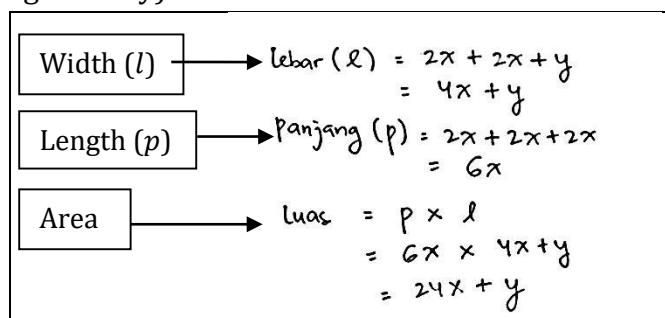 Width (l)
lebar (l) = 2x + 2x + y
= 4x + y
Length (p)
Panjang (p) = 2x + 2x + 2x
= 6x
Area
luas = p × l
= 6x × 4x + y
= 24x + y